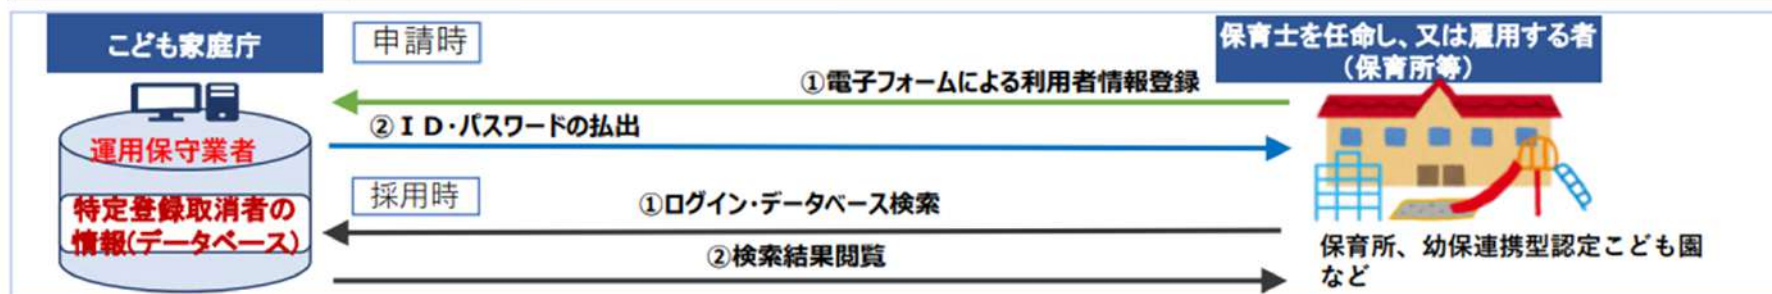 こども家庭庁
申請時
保育士を任命し、又は雇用する者
（保育所等）
①電子フォームによる利用者情報登録
②ＩＤ・パスワードの払出
運用保守業者
特定登録取消者の
情報(データベース)
採用時
①ログイン・データベース検索
②検索結果閲覧
保育所、幼保連携型認定こども園
など